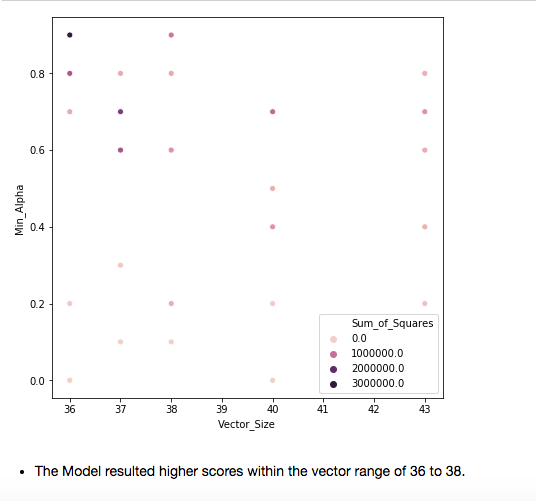 0.8
0.6
0.4
0.2
0.0
Min_Alpha
Sum_of_Squares
0.0
1000000.0
2000000.0
3000000.0
36 37 38 39 40 41 42 43
Vector_Size
• The Model resulted higher scores within the vector range of 36 to 38.